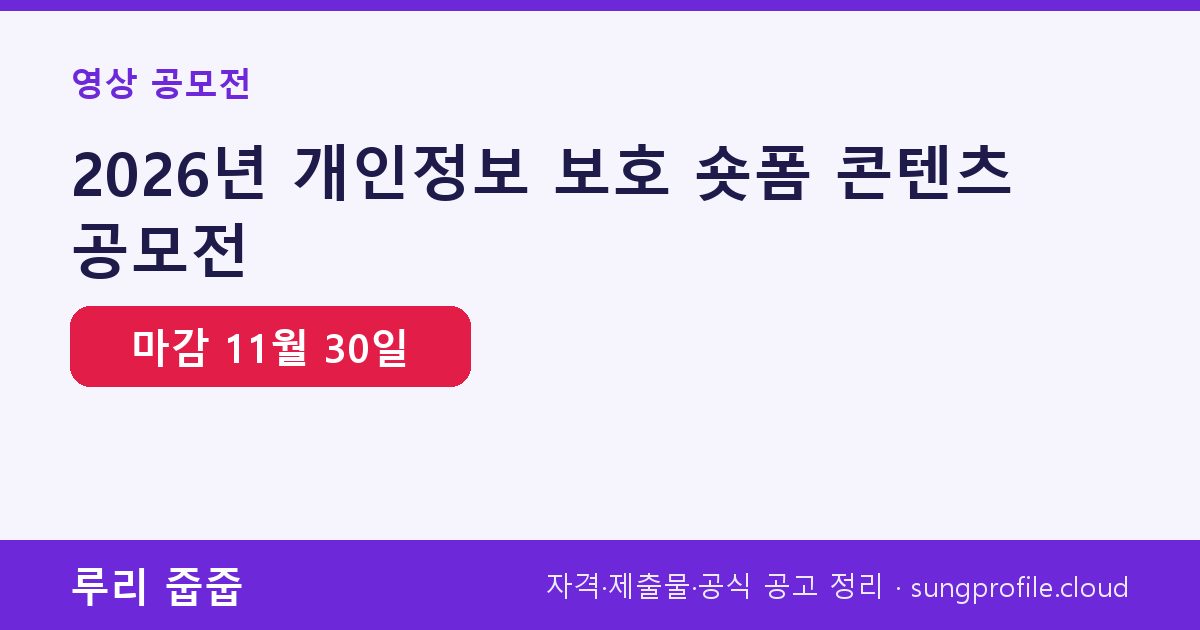 영상 공모전
2026년 개인정보 보호 숏폼 콘텐츠
공모전
마감 11월 30일
루리 줍줍
자격·제출물·공식 공고 정리 · sungprofile.cloud